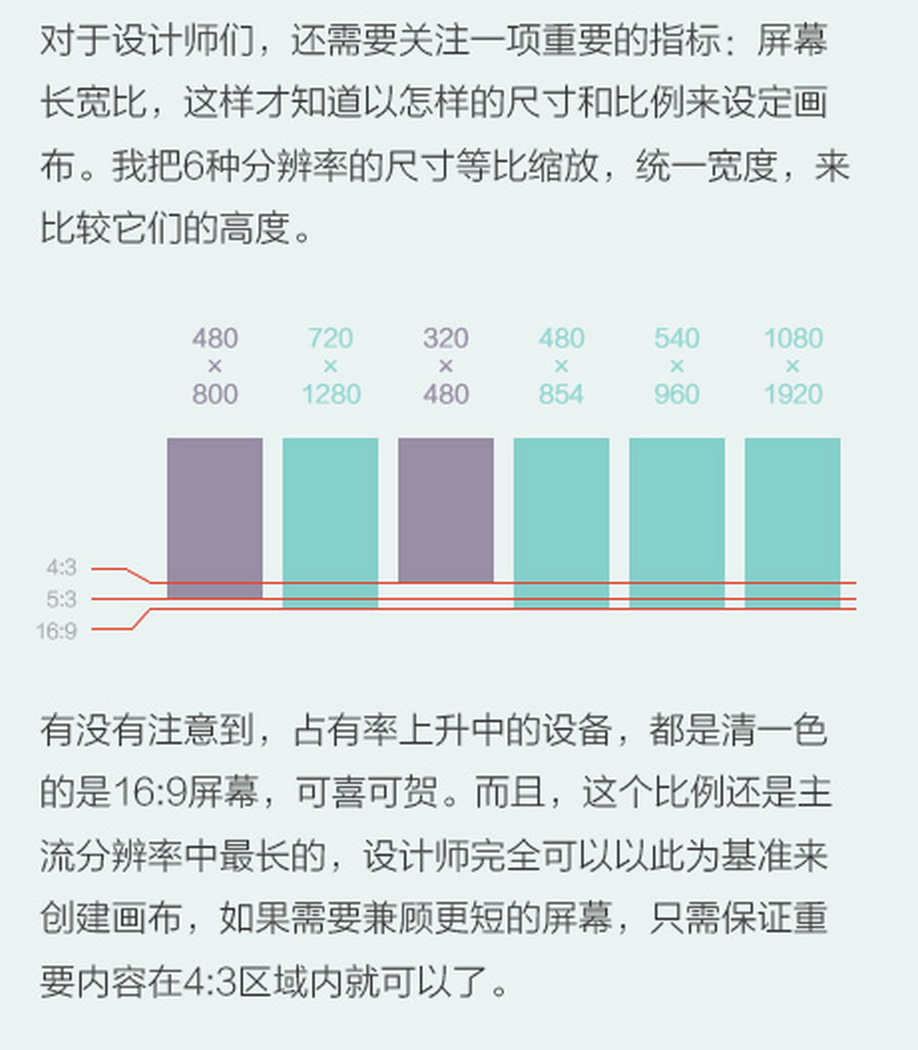 对于设计师们，还需要关注一项重要的指标：屏幕
长宽比，这样才知道以怎样的尺寸和比例来设定画
布。我把6种分辨率的尺寸等比缩放，统一宽度，来
比较它们的高度。
480 720 320 480 540 1080
× × × × × ×
800 1280 480 854 960 1920
4:3
5:3
16:9
有没有注意到，占有率上升中的设备，都是清一色
的是16:9屏幕，可喜可贺。而且，这个比例还是主
流分辨率中最长的，设计师完全可以以此为基准来
创建画布，如果需要兼顾更短的屏幕，只需保证重
要内容在4:3区域内就可以了。